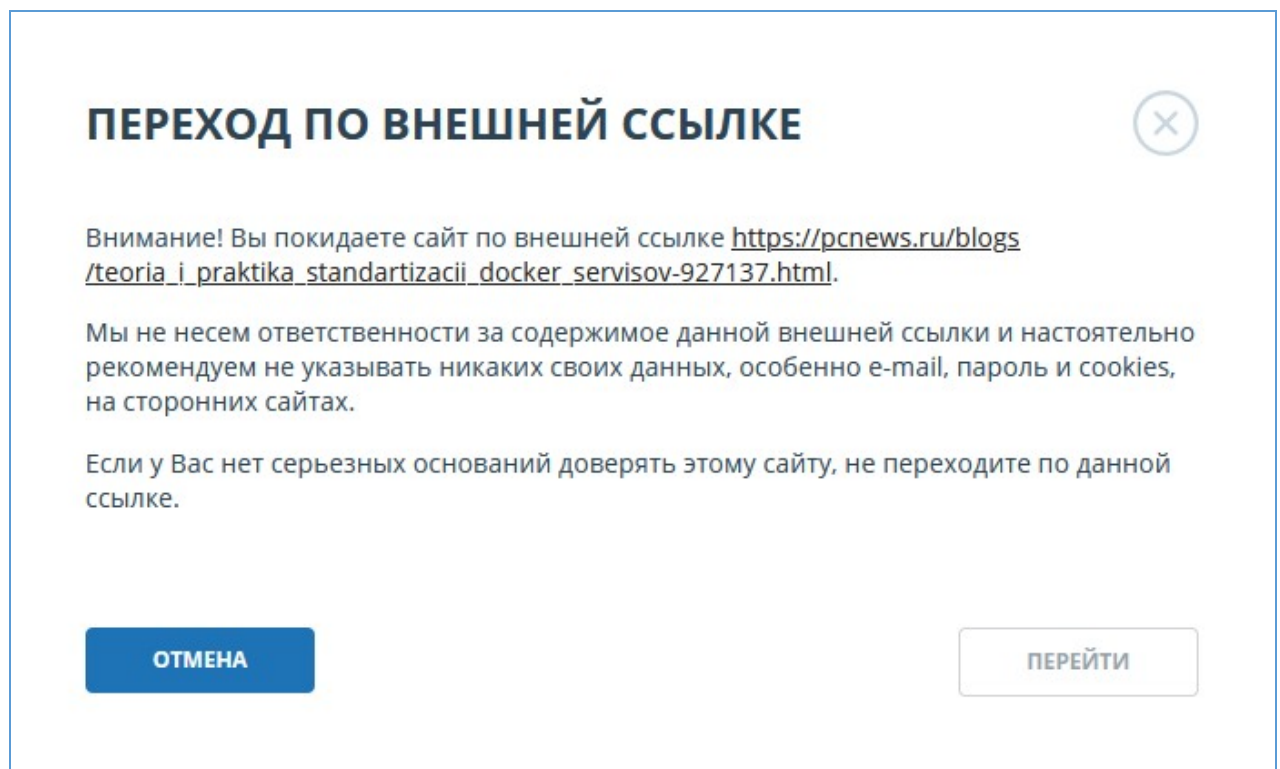 ПЕРЕХОД ПО ВНЕШНЕЙ ССЫЛКЕ
Внимание! Вы покидаете сайт по внешней ссылке https://pcnews.ru/blogs
/teoria_i_praktika_standartizacii_docker_servisov-927137.html.
Мы не несем ответственности за содержимое данной внешней ссылки и настоятельно
рекомендуем не указывать никаких своих данных, особенно e-mail, пароль и cookies,
на сторонних сайтах.
Если у Вас нет серьезных оснований доверять этому сайту, не переходите по данной
ссылке.
ОТМЕНА
ПЕРЕЙТИ